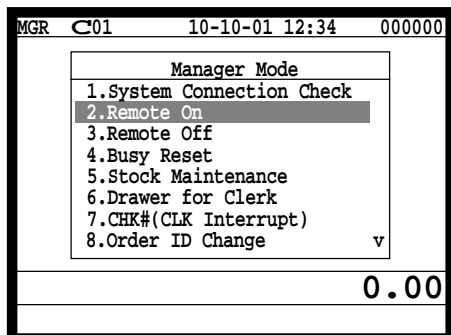 MGR C01 10-10-01 12:34 000000
Manager Mode
1.System Connection Check
2.Remote On
3.Remote Off
4.Busy Reset
5.Stock Maintenance
6.Drawer for Clerk
7.CHK#(CLK Interrupt)
8.Order ID Change v
0.00